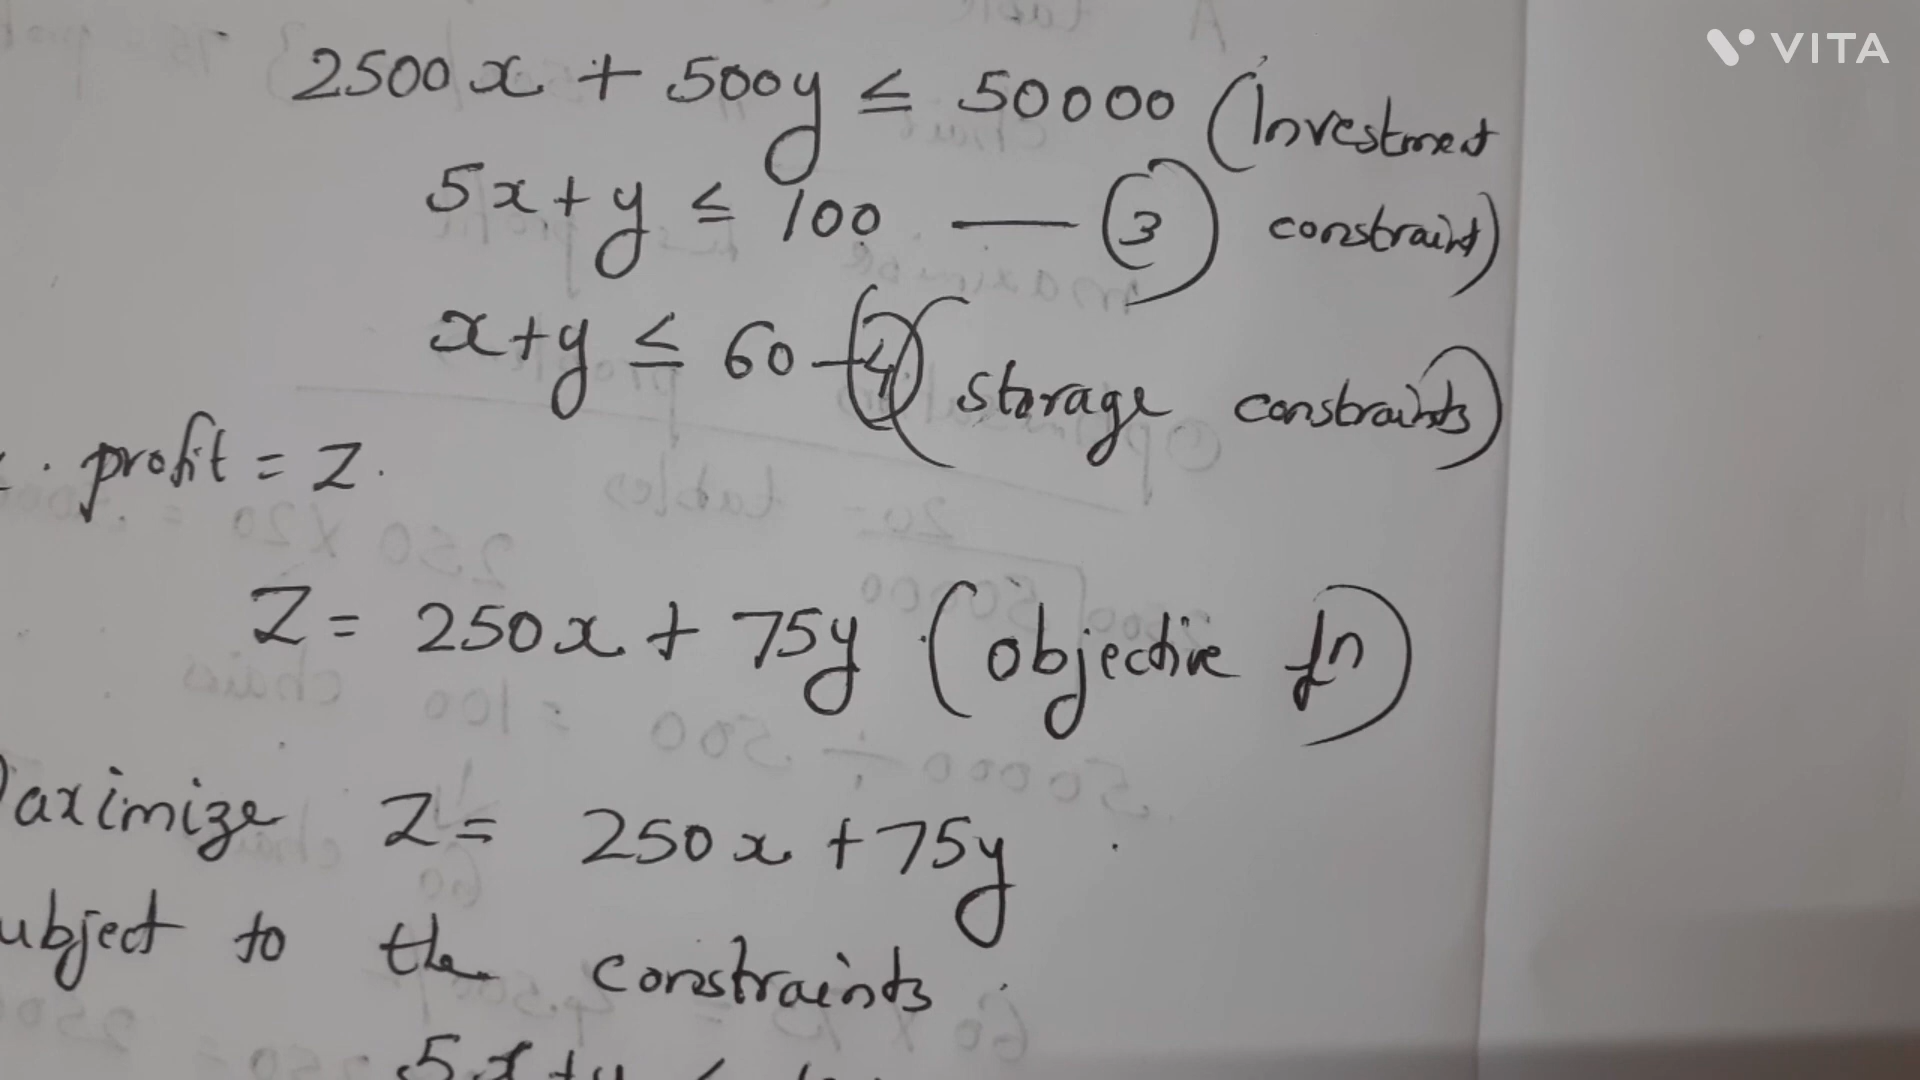 VITA
2500x + 500y ≤ 50000 (Investment
5x + y ≤ 100 — ③ constraint)
x + y ≤ 60 — ④ (storage constraints)
profit = Z.
Z = 250x + 75y (objective fn)
aximize Z = 250x + 75y
ubject to the constraints
5x + y ≤